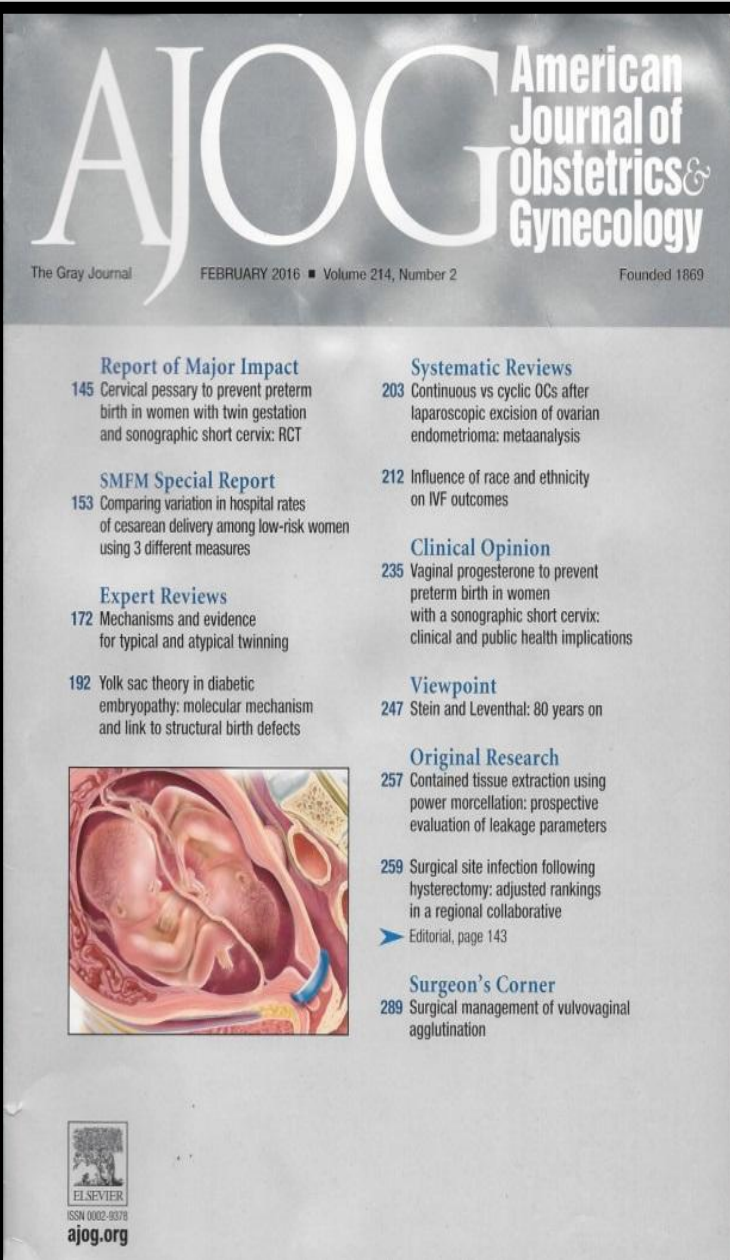 AJOG
American
Journal of
Obstetrics&
Gynecology
The Gray Journal
FEBRUARY 2016 ■ Volume 214, Number 2
Founded 1869
Report of Major Impact
145 Cervical pessary to prevent preterm
birth in women with twin gestation
and sonographic short cervix: RCT
SMFM Special Report
153 Comparing variation in hospital rates
of cesarean delivery among low-risk women
using 3 different measures
Expert Reviews
172 Mechanisms and evidence
for typical and atypical twinning
192 Yolk sac theory in diabetic
embryopathy: molecular mechanism
and link to structural birth defects
Systematic Reviews
203 Continuous vs cyclic OCs after
laparoscopic excision of ovarian
endometrioma: metaanalysis
212 Influence of race and ethnicity
on IVF outcomes
Clinical Opinion
235 Vaginal progesterone to prevent
preterm birth in women
with a sonographic short cervix:
clinical and public health implications
Viewpoint
247 Stein and Leventhal: 80 years on
Original Research
257 Contained tissue extraction using
power morcellation: prospective
evaluation of leakage parameters
259 Surgical site infection following
hysterectomy: adjusted rankings
in a regional collaborative
Editorial, page 143
Surgeon's Corner
289 Surgical management of vulvovaginal
agglutination
ELSEVIER
ISSN 0002-9378
ajog.org